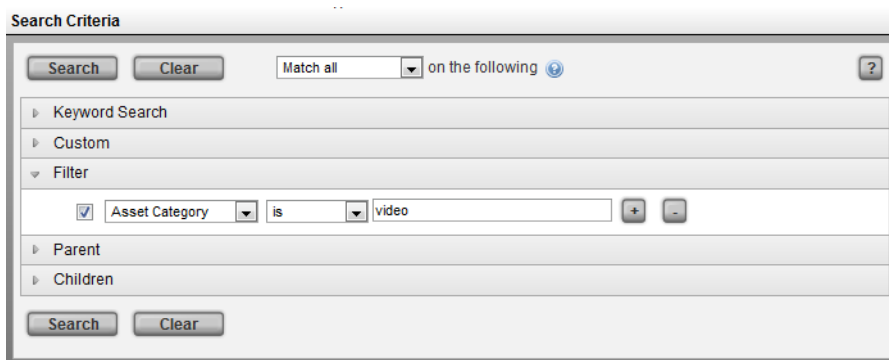 Search Criteria
Search Clear Match all on the following ?
Keyword Search
Custom
Filter
Asset Category is video + -
Parent
Children
Search Clear